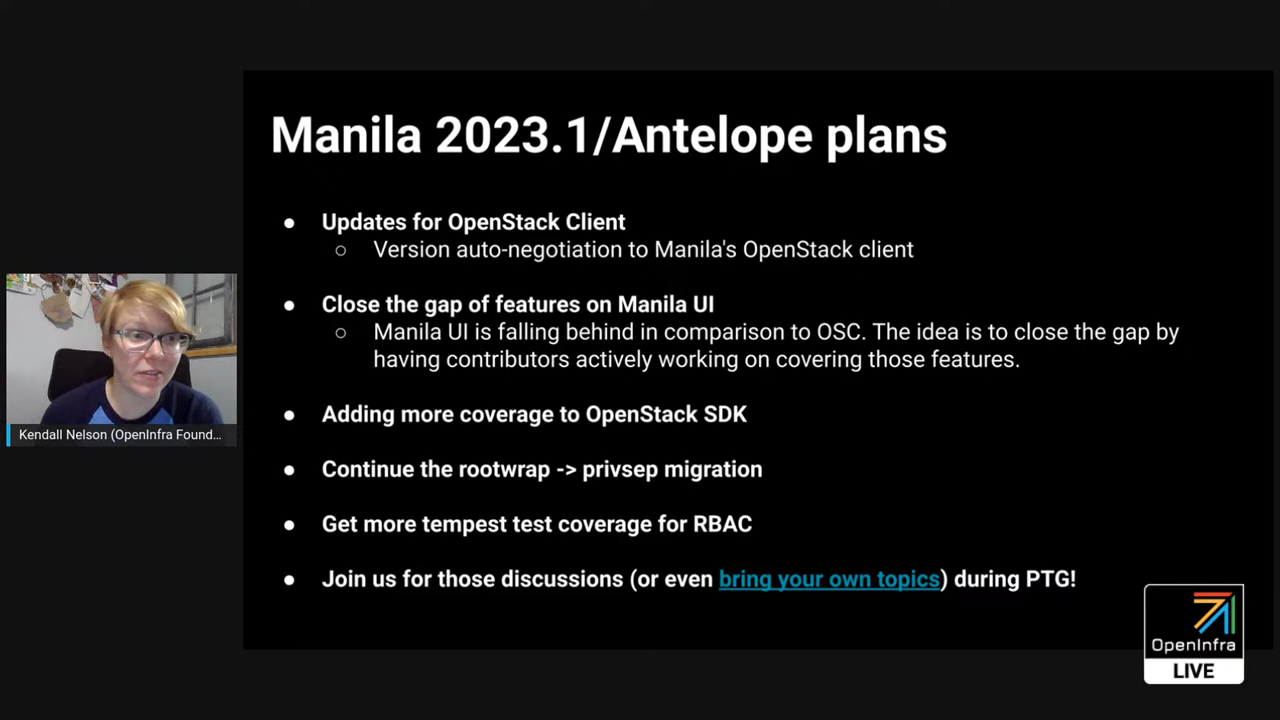 Manila 2023.1/Antelope plans
● Updates for OpenStack Client
○ Version auto-negotiation to Manila's OpenStack client
● Close the gap of features on Manila UI
○ Manila UI is falling behind in comparison to OSC. The idea is to close the gap by
having contributors actively working on covering those features.
● Adding more coverage to OpenStack SDK
● Continue the rootwrap -> privsep migration
● Get more tempest test coverage for RBAC
● Join us for those discussions (or even bring your own topics) during PTG!
Kendall Nelson (OpenInfra Found...
OpenInfra
LIVE